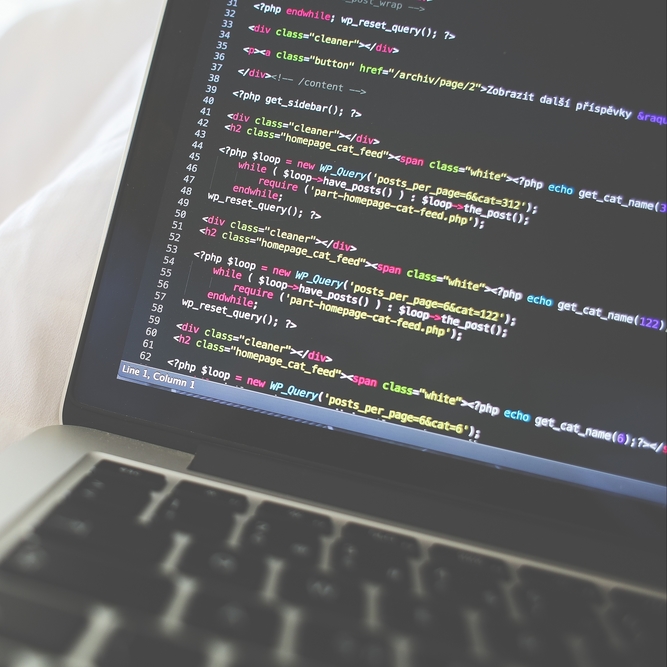 31
_post_wrap -->
32 <?php endwhile; wp_reset_query(); ?>
33
34 <div class="cleaner"></div>
35
36 <p><a class="button" href="/archiv/page/2">Zobrazit další příspěvky &raqu
37
38 </div><!-- /content -->
39
40 <?php get_sidebar(); ?>
41
42 <div class="cleaner"></div>
43 <h2 class="homepage_cat_feed"><span class="white"><?php echo get_cat_name(3
44
45 <?php $loop = new WP_Query('posts_per_page=6&cat=312');
46 while ( $loop->have_posts() ) : $loop->the_post();
47 require ('part-homepage-cat-feed.php');
48 endwhile;
49 wp_reset_query(); ?>
50
51 <div class="cleaner"></div>
52 <h2 class="homepage_cat_feed"><span class="white"><?php echo get_cat_name(122)
53
54 <?php $loop = new WP_Query('posts_per_page=6&cat=122');
55 while ( $loop->have_posts() ) : $loop->the_post();
56 require ('part-homepage-cat-feed.php');
57 endwhile;
58 wp_reset_query(); ?>
59
60 <div class="cleaner"></div>
61 <h2 class="homepage_cat_feed"><span class="white"><?php echo get_cat_name(6);?></
62
<?php $loop = new WP_Query('posts_per_page=6&cat=6');
Line 1, Column 1